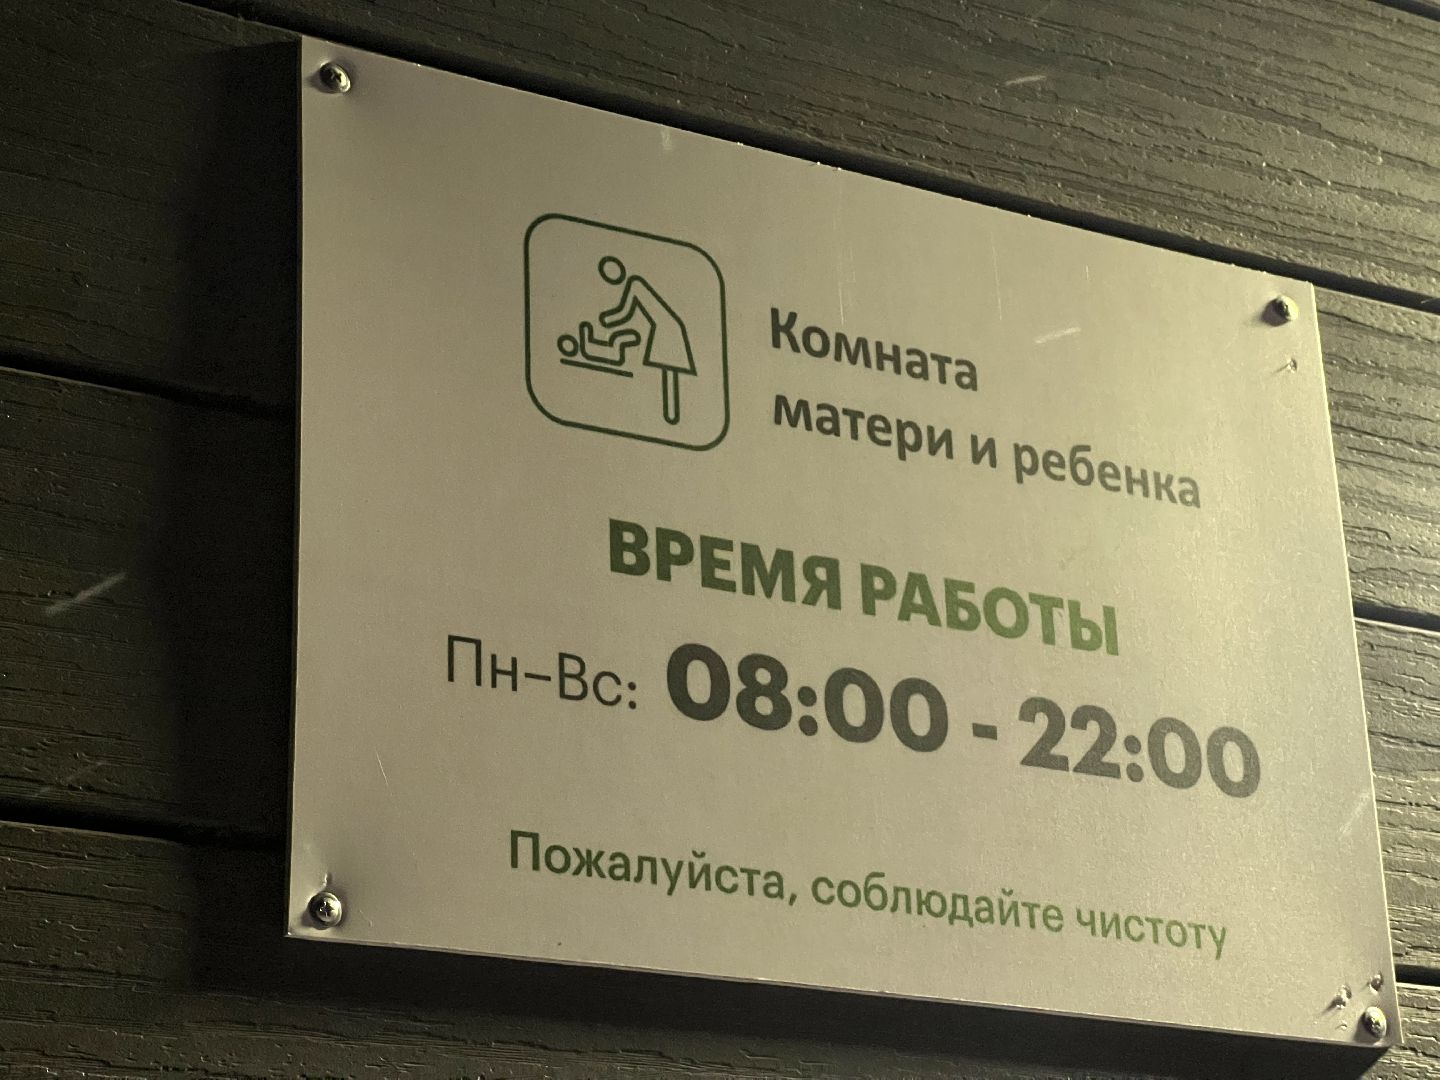 Комната
матери и ребенка
ВРЕМЯ РАБОТЫ
Пн–Вс: 08:00 - 22:00
Пожалуйста, соблюдайте чистоту